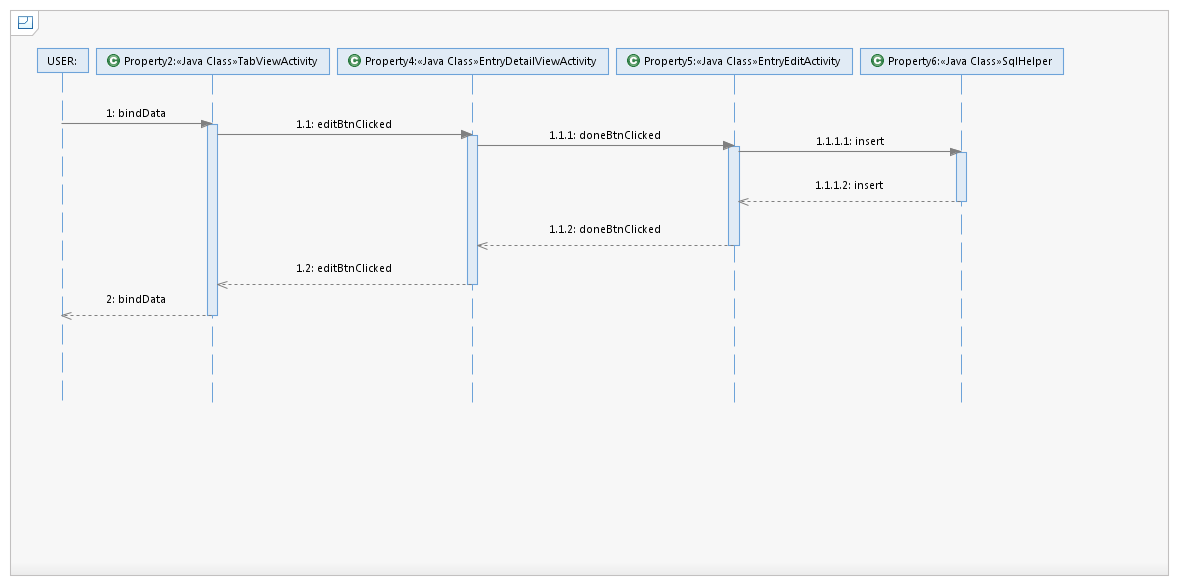 USER:
C Property2:«Java Class»TabViewActivity
C Property4:«Java Class»EntryDetailViewActivity
C Property5:«Java Class»EntryEditActivity
C Property6:«Java Class»SqlHelper
1: bindData
1.1: editBtnClicked
1.1.1: doneBtnClicked
1.1.1.1: insert
1.1.1.2: insert
1.1.2: doneBtnClicked
1.2: editBtnClicked
2: bindData